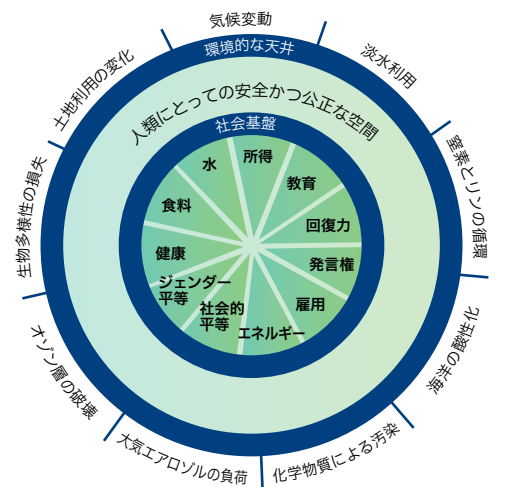 気候変動
淡水利用
窒素とリンの循環
海洋の酸性化
化学物質による汚染
大気エアロゾルの負荷
オゾン層の破壊
生物多様性の損失
土地利用の変化
環境的な天井
人類にとっての安全かつ公正な空間
社会基盤
所得
教育
回復力
発言権
雇用
エネルギー
社会的
平等
ジェンダー
平等
健康
食料
水